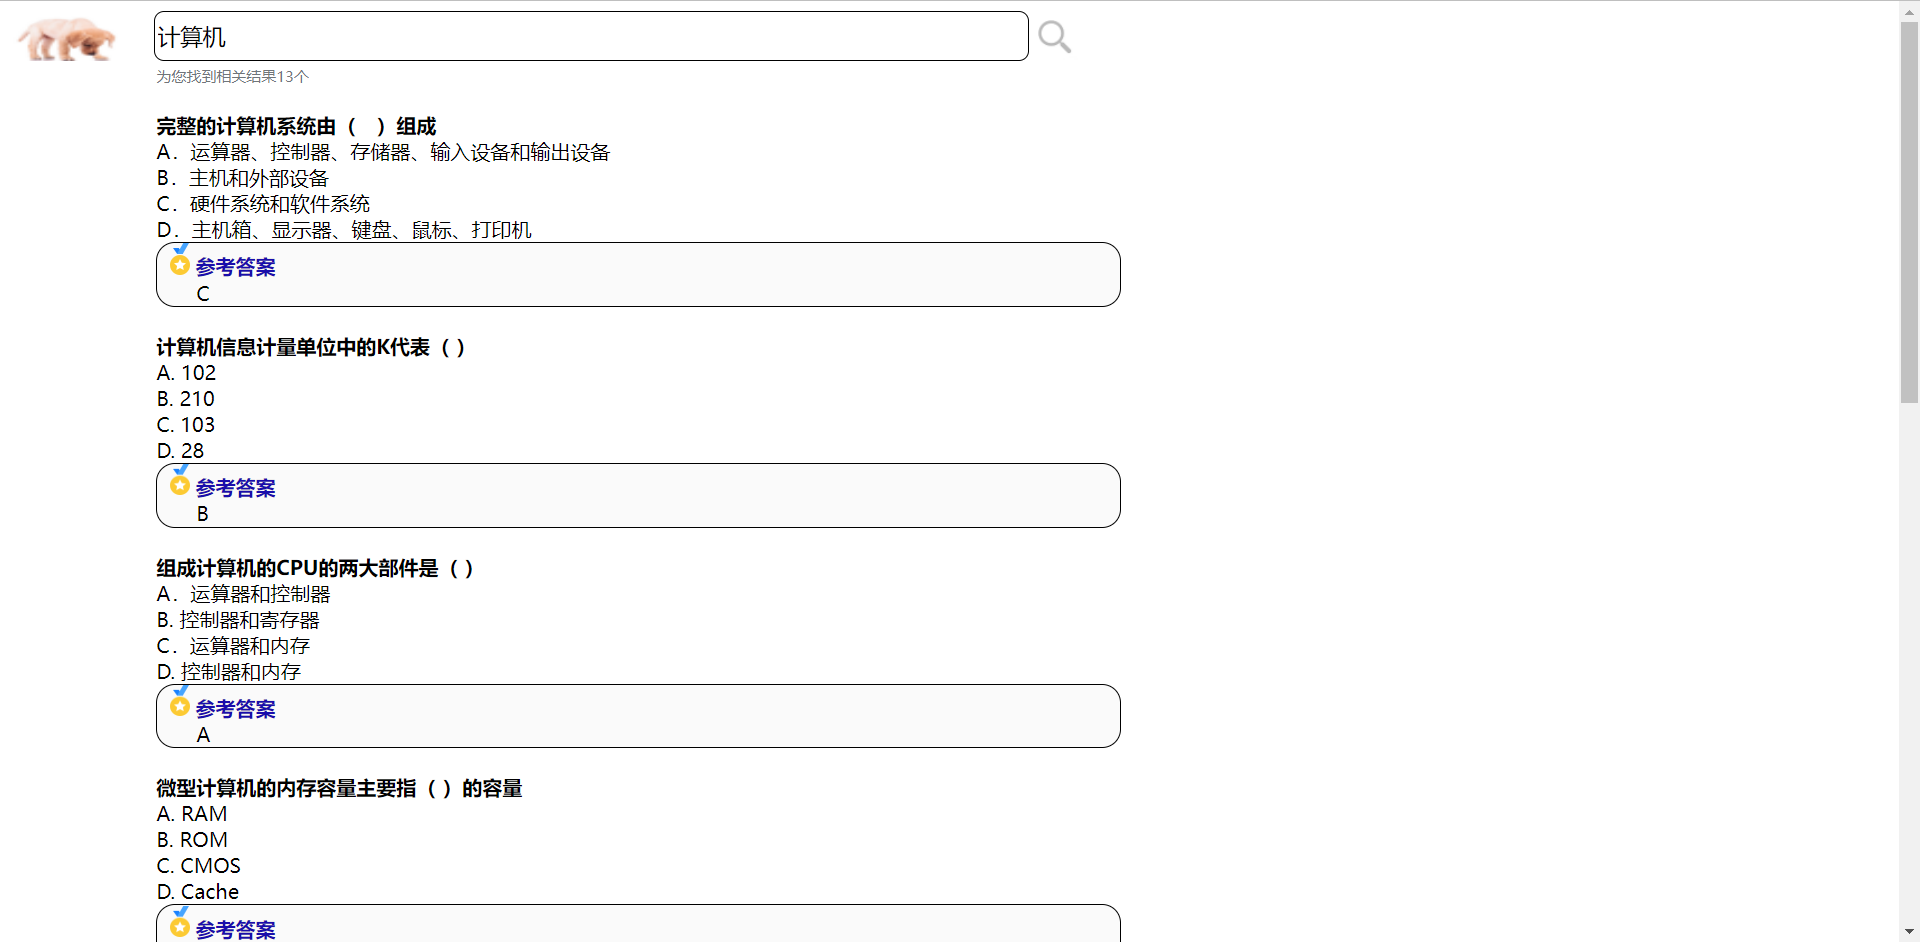 计算机
为您找到相关结果13个
完整的计算机系统由（　）组成
A．运算器、控制器、存储器、输入设备和输出设备
B．主机和外部设备
C．硬件系统和软件系统
D．主机箱、显示器、键盘、鼠标、打印机
参考答案
C
计算机信息计量单位中的K代表（ ）
A. 102
B. 210
C. 103
D. 28
参考答案
B
组成计算机的CPU的两大部件是（ ）
A．运算器和控制器
B. 控制器和寄存器
C．运算器和内存
D. 控制器和内存
参考答案
A
微型计算机的内存容量主要指（ ）的容量
A. RAM
B. ROM
C. CMOS
D. Cache
参考答案